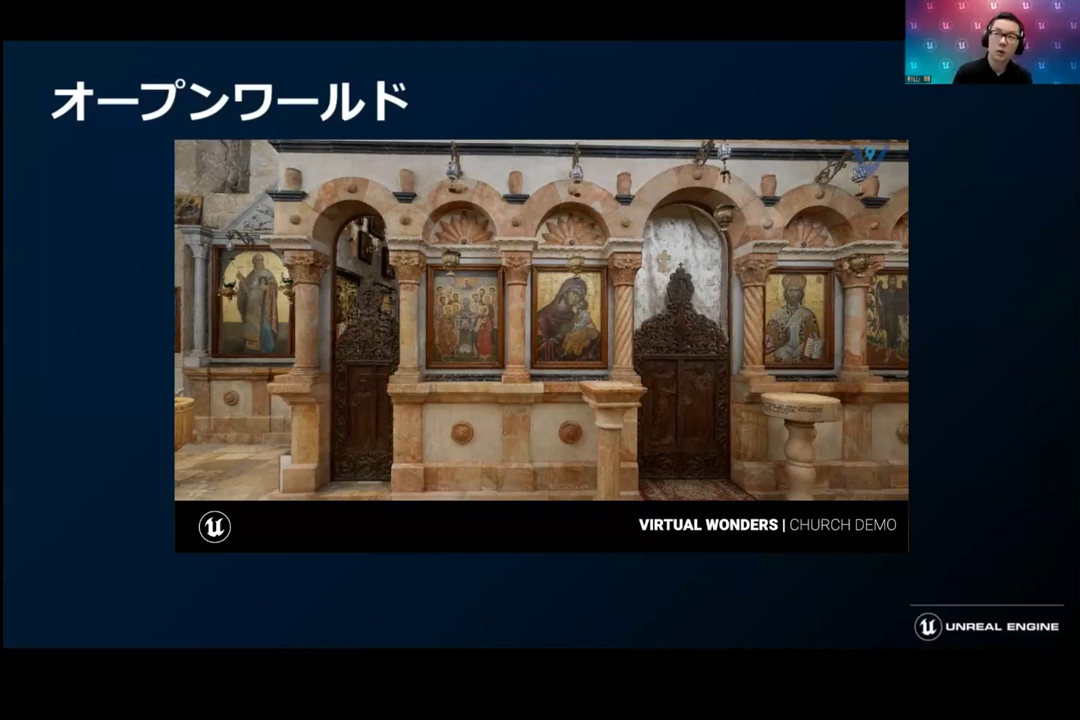 オープンワールド
VIRTUAL WONDERS | CHURCH DEMO
UNREAL ENGINE